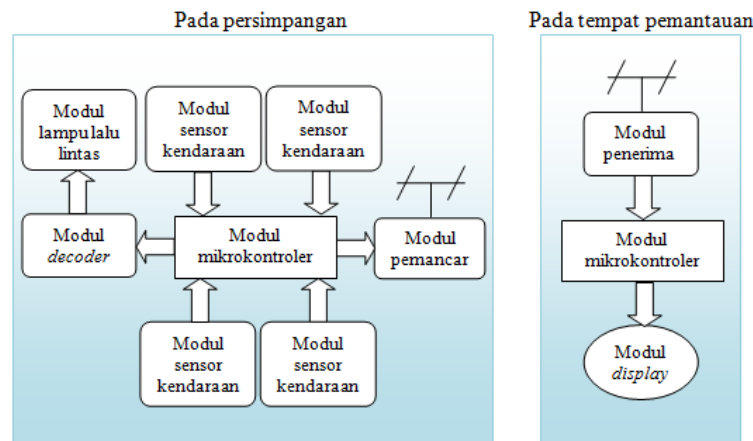 Pada persimpangan
Modul
lampu lalu
lintas
Modul
sensor
kendaraan
Modul
sensor
kendaraan
Modul
decoder
Modul
mikrokontroler
Modul
pemancar
Modul
sensor
kendaraan
Modul
sensor
kendaraan
Pada tempat pemantauan
Modul
penerima
Modul
mikrokontroler
Modul
display